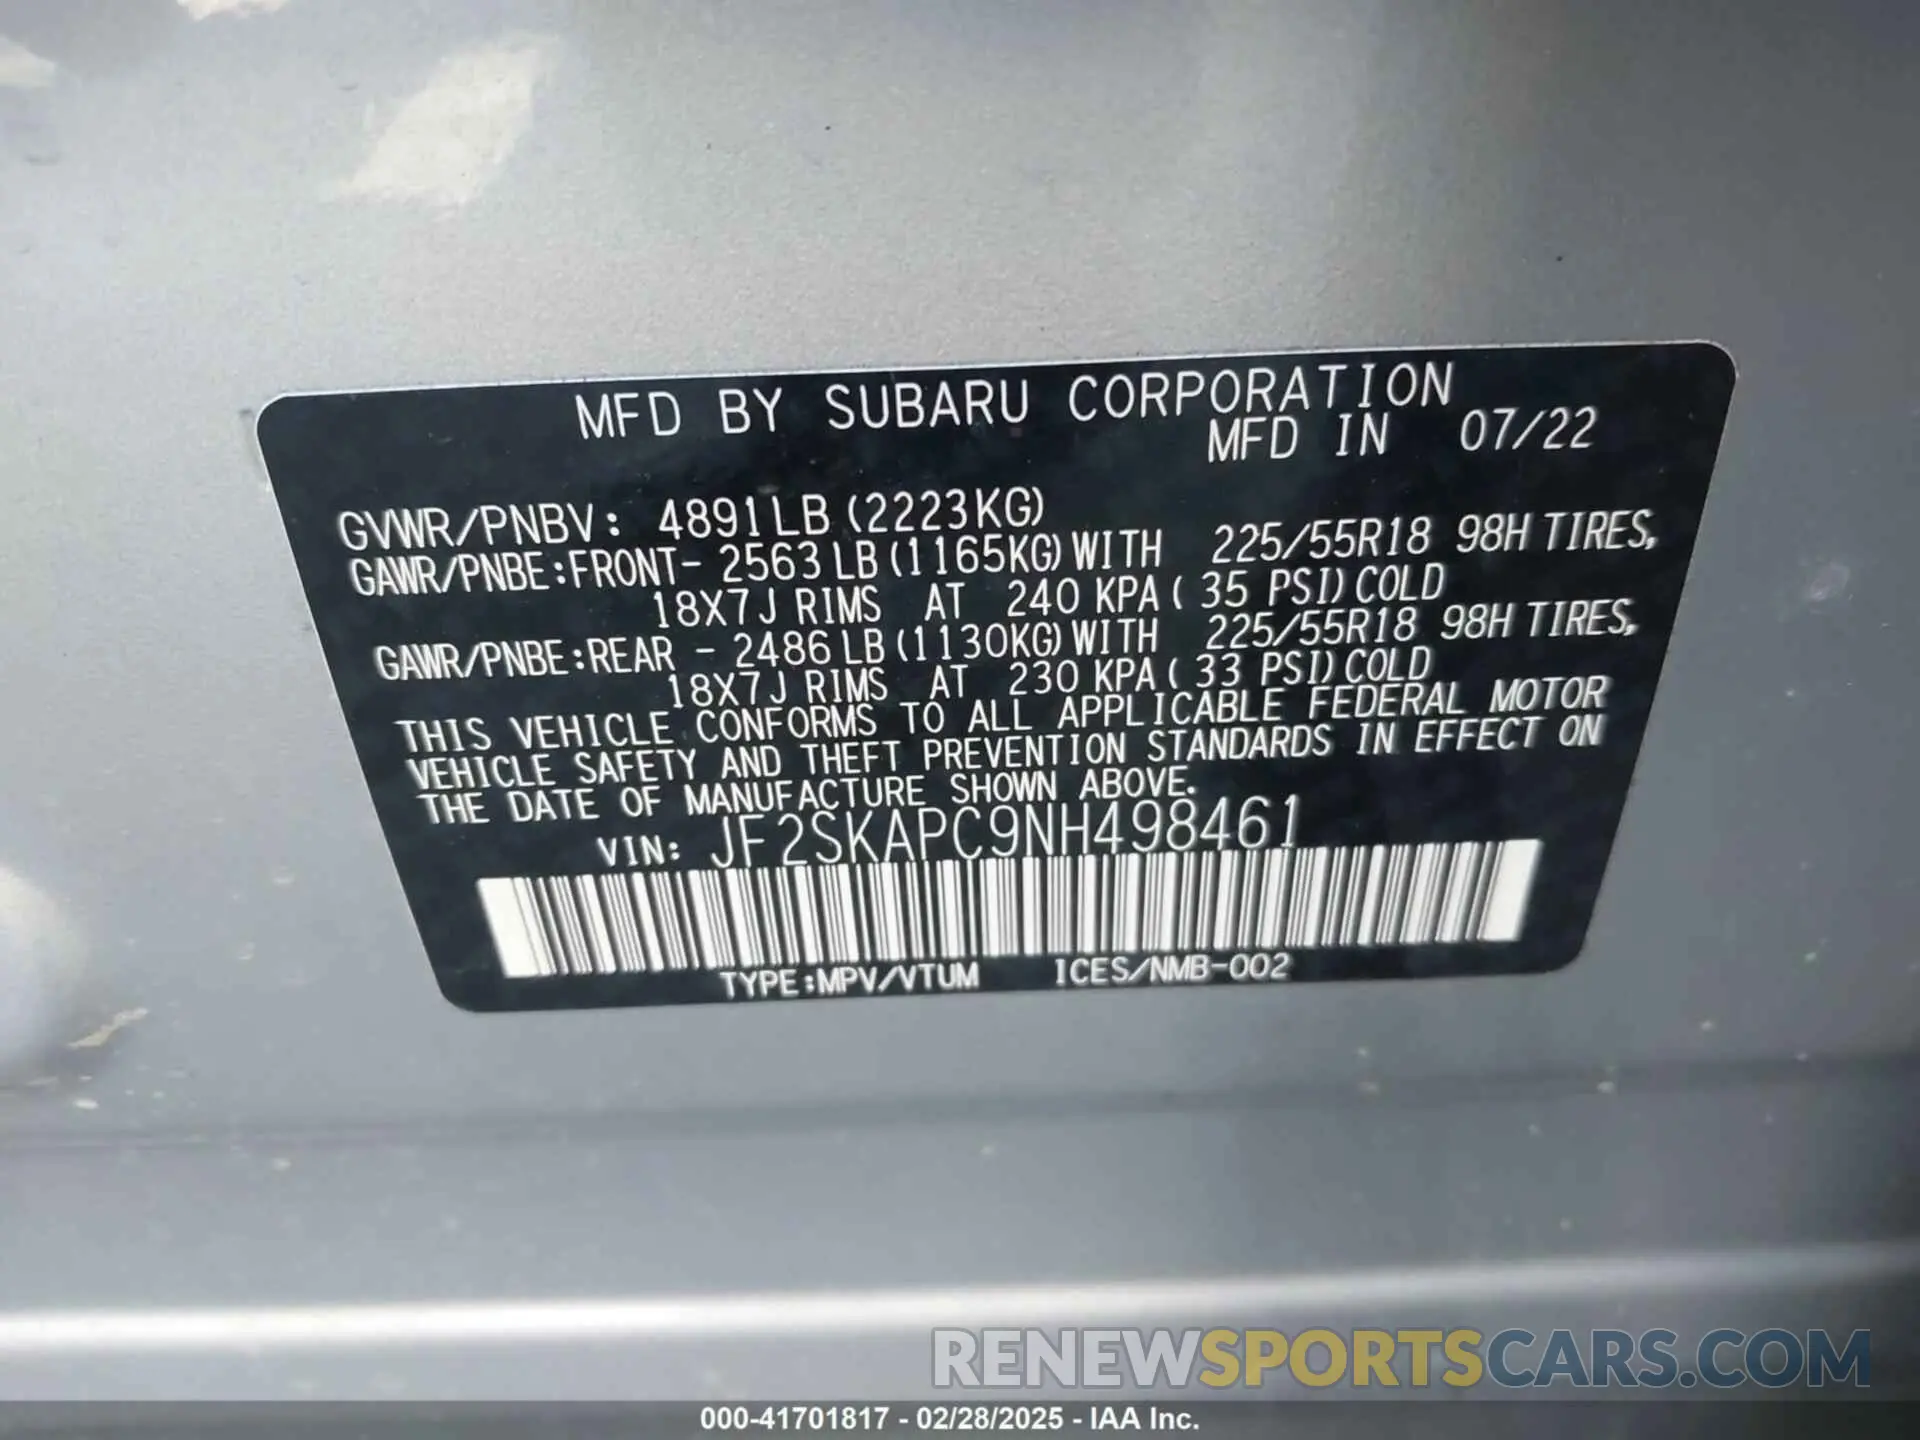 MFD BY SUBARU CORPORATION
MFD IN 07/22
GVWR/PNBV: 4891LB (2223KG)
GAWR/PNBE:FRONT- 2563 LB (1165KG) WITH 225/55R18 98H TIRES,
18X7J RIMS AT 240 KPA ( 35 PSI) COLD
GAWR/PNBE:REAR - 2486 LB (1130KG) WITH 225/55R18 98H TIRES,
18X7J RIMS AT 230 KPA ( 33 PSI) COLD
THIS VEHICLE CONFORMS TO ALL APPLICABLE FEDERAL MOTOR
VEHICLE SAFETY AND THEFT PREVENTION STANDARDS IN EFFECT ON
THE DATE OF MANUFACTURE SHOWN ABOVE.
VIN: JF2SKAPC9NH498461
TYPE:MPV/VTUM ICES/NMB-002
RENEWSPORTSCARS.COM
000-41701817 - 02/28/2025 - IAA Inc.